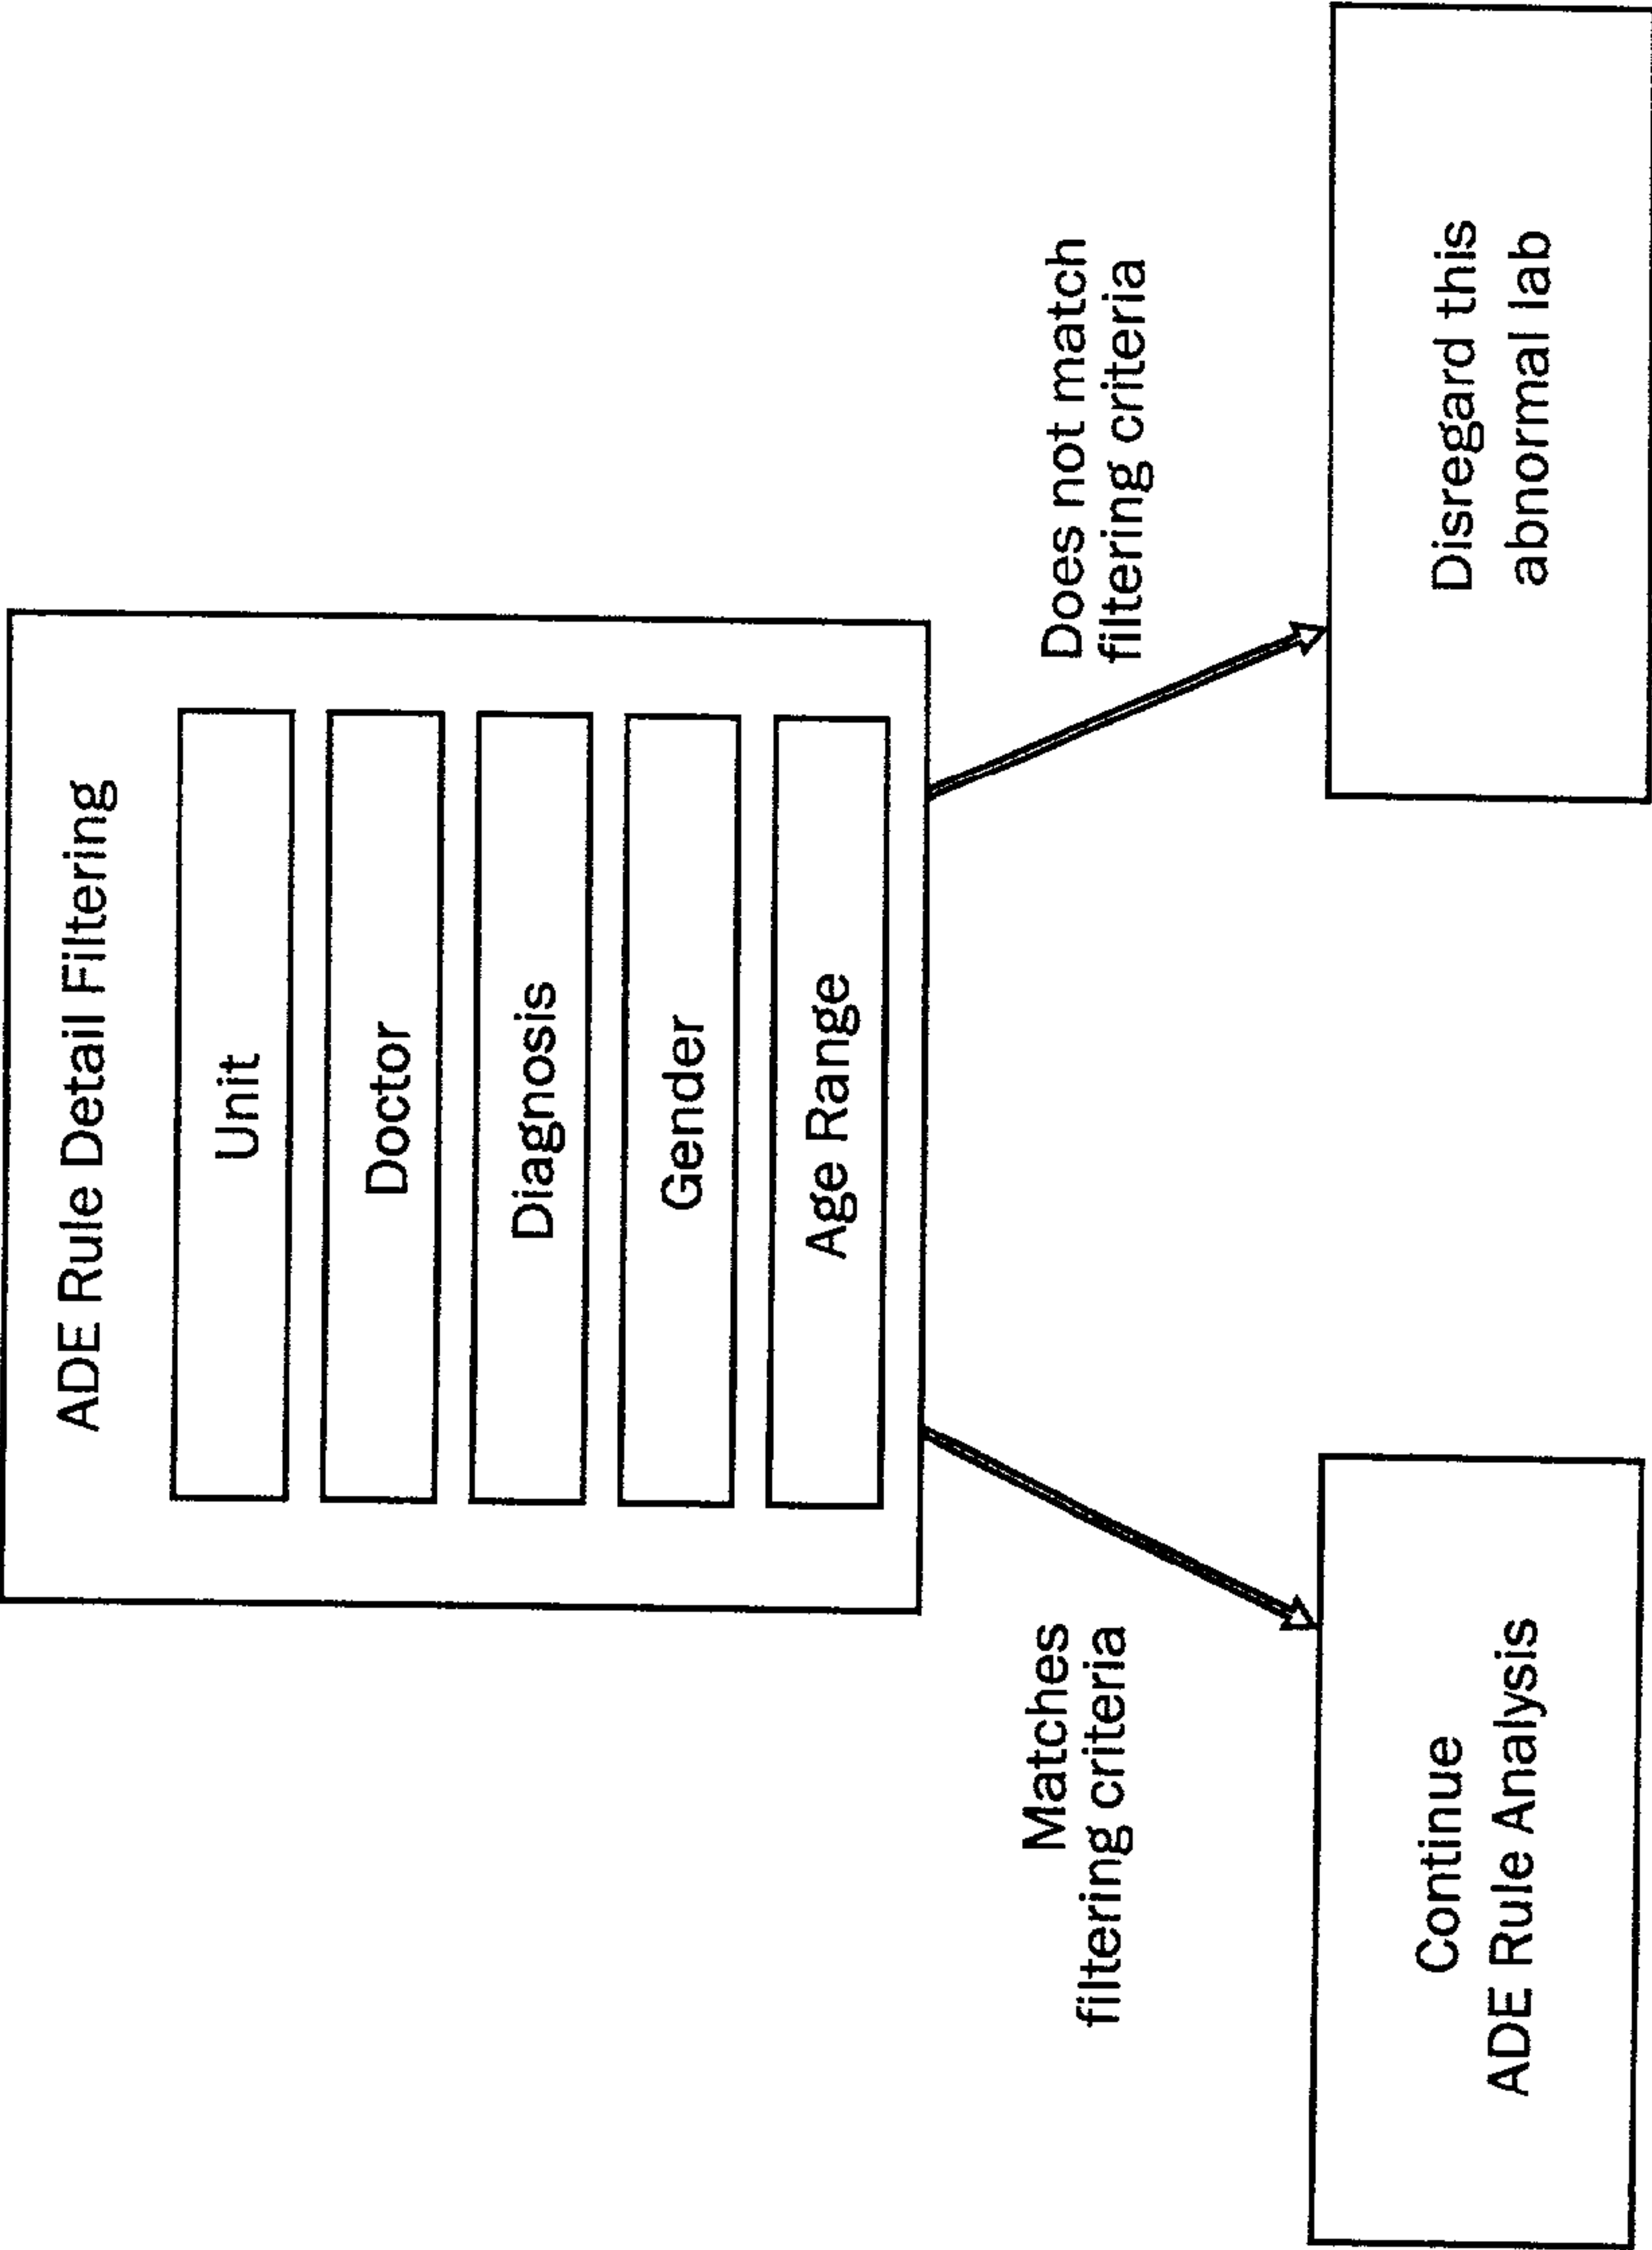 ADE Rule Detail Filtering
Unit
Doctor
Diagnosis
Gender
Age Range
Matches
filtering criteria
Does not match
filtering criteria
Continue
ADE Rule Analysis
Disregard this
abnormal lab